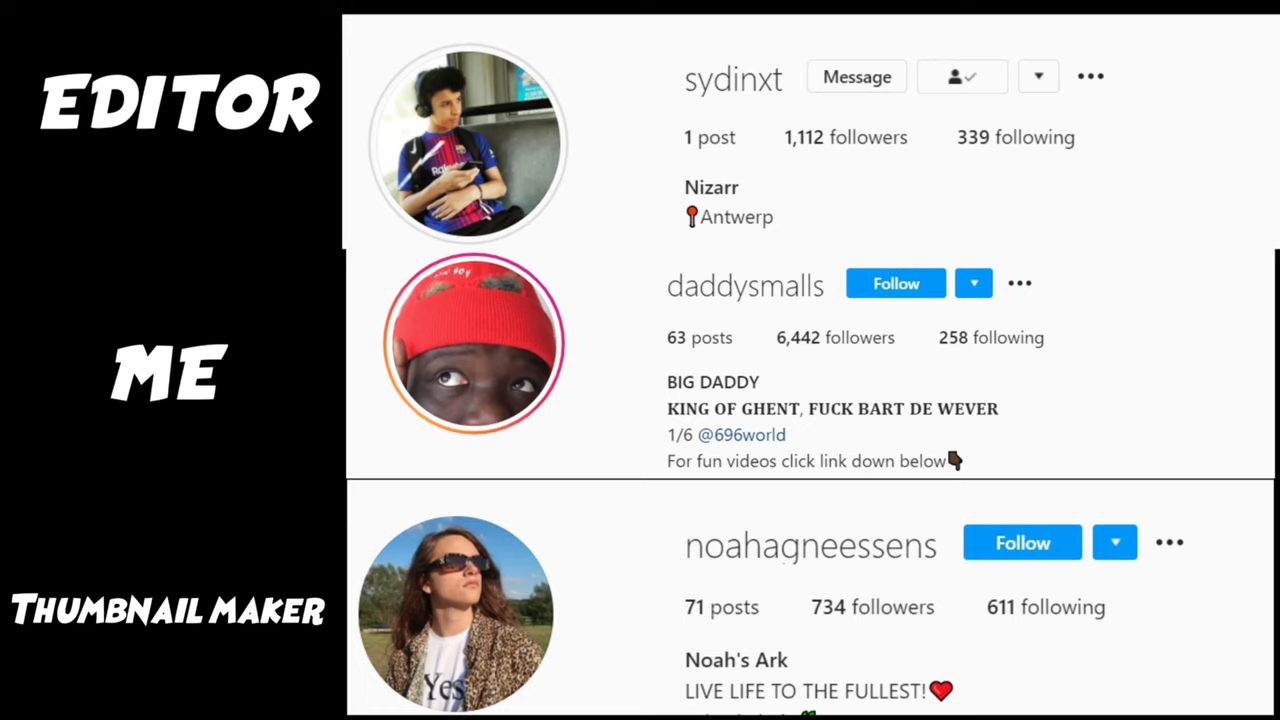 EDITOR
sydinxt Message
1 post 1,112 followers 339 following
Nizarr
Antwerp
ME
daddysmalls Follow
63 posts 6,442 followers 258 following
BIG DADDY
KING OF GHENT, FUCK BART DE WEVER
1/6 @696world
For fun videos click link down below
THUMBNAIL MAKER
noahagneessens Follow
71 posts 734 followers 611 following
Noah's Ark
LIVE LIFE TO THE FULLEST!
Yes